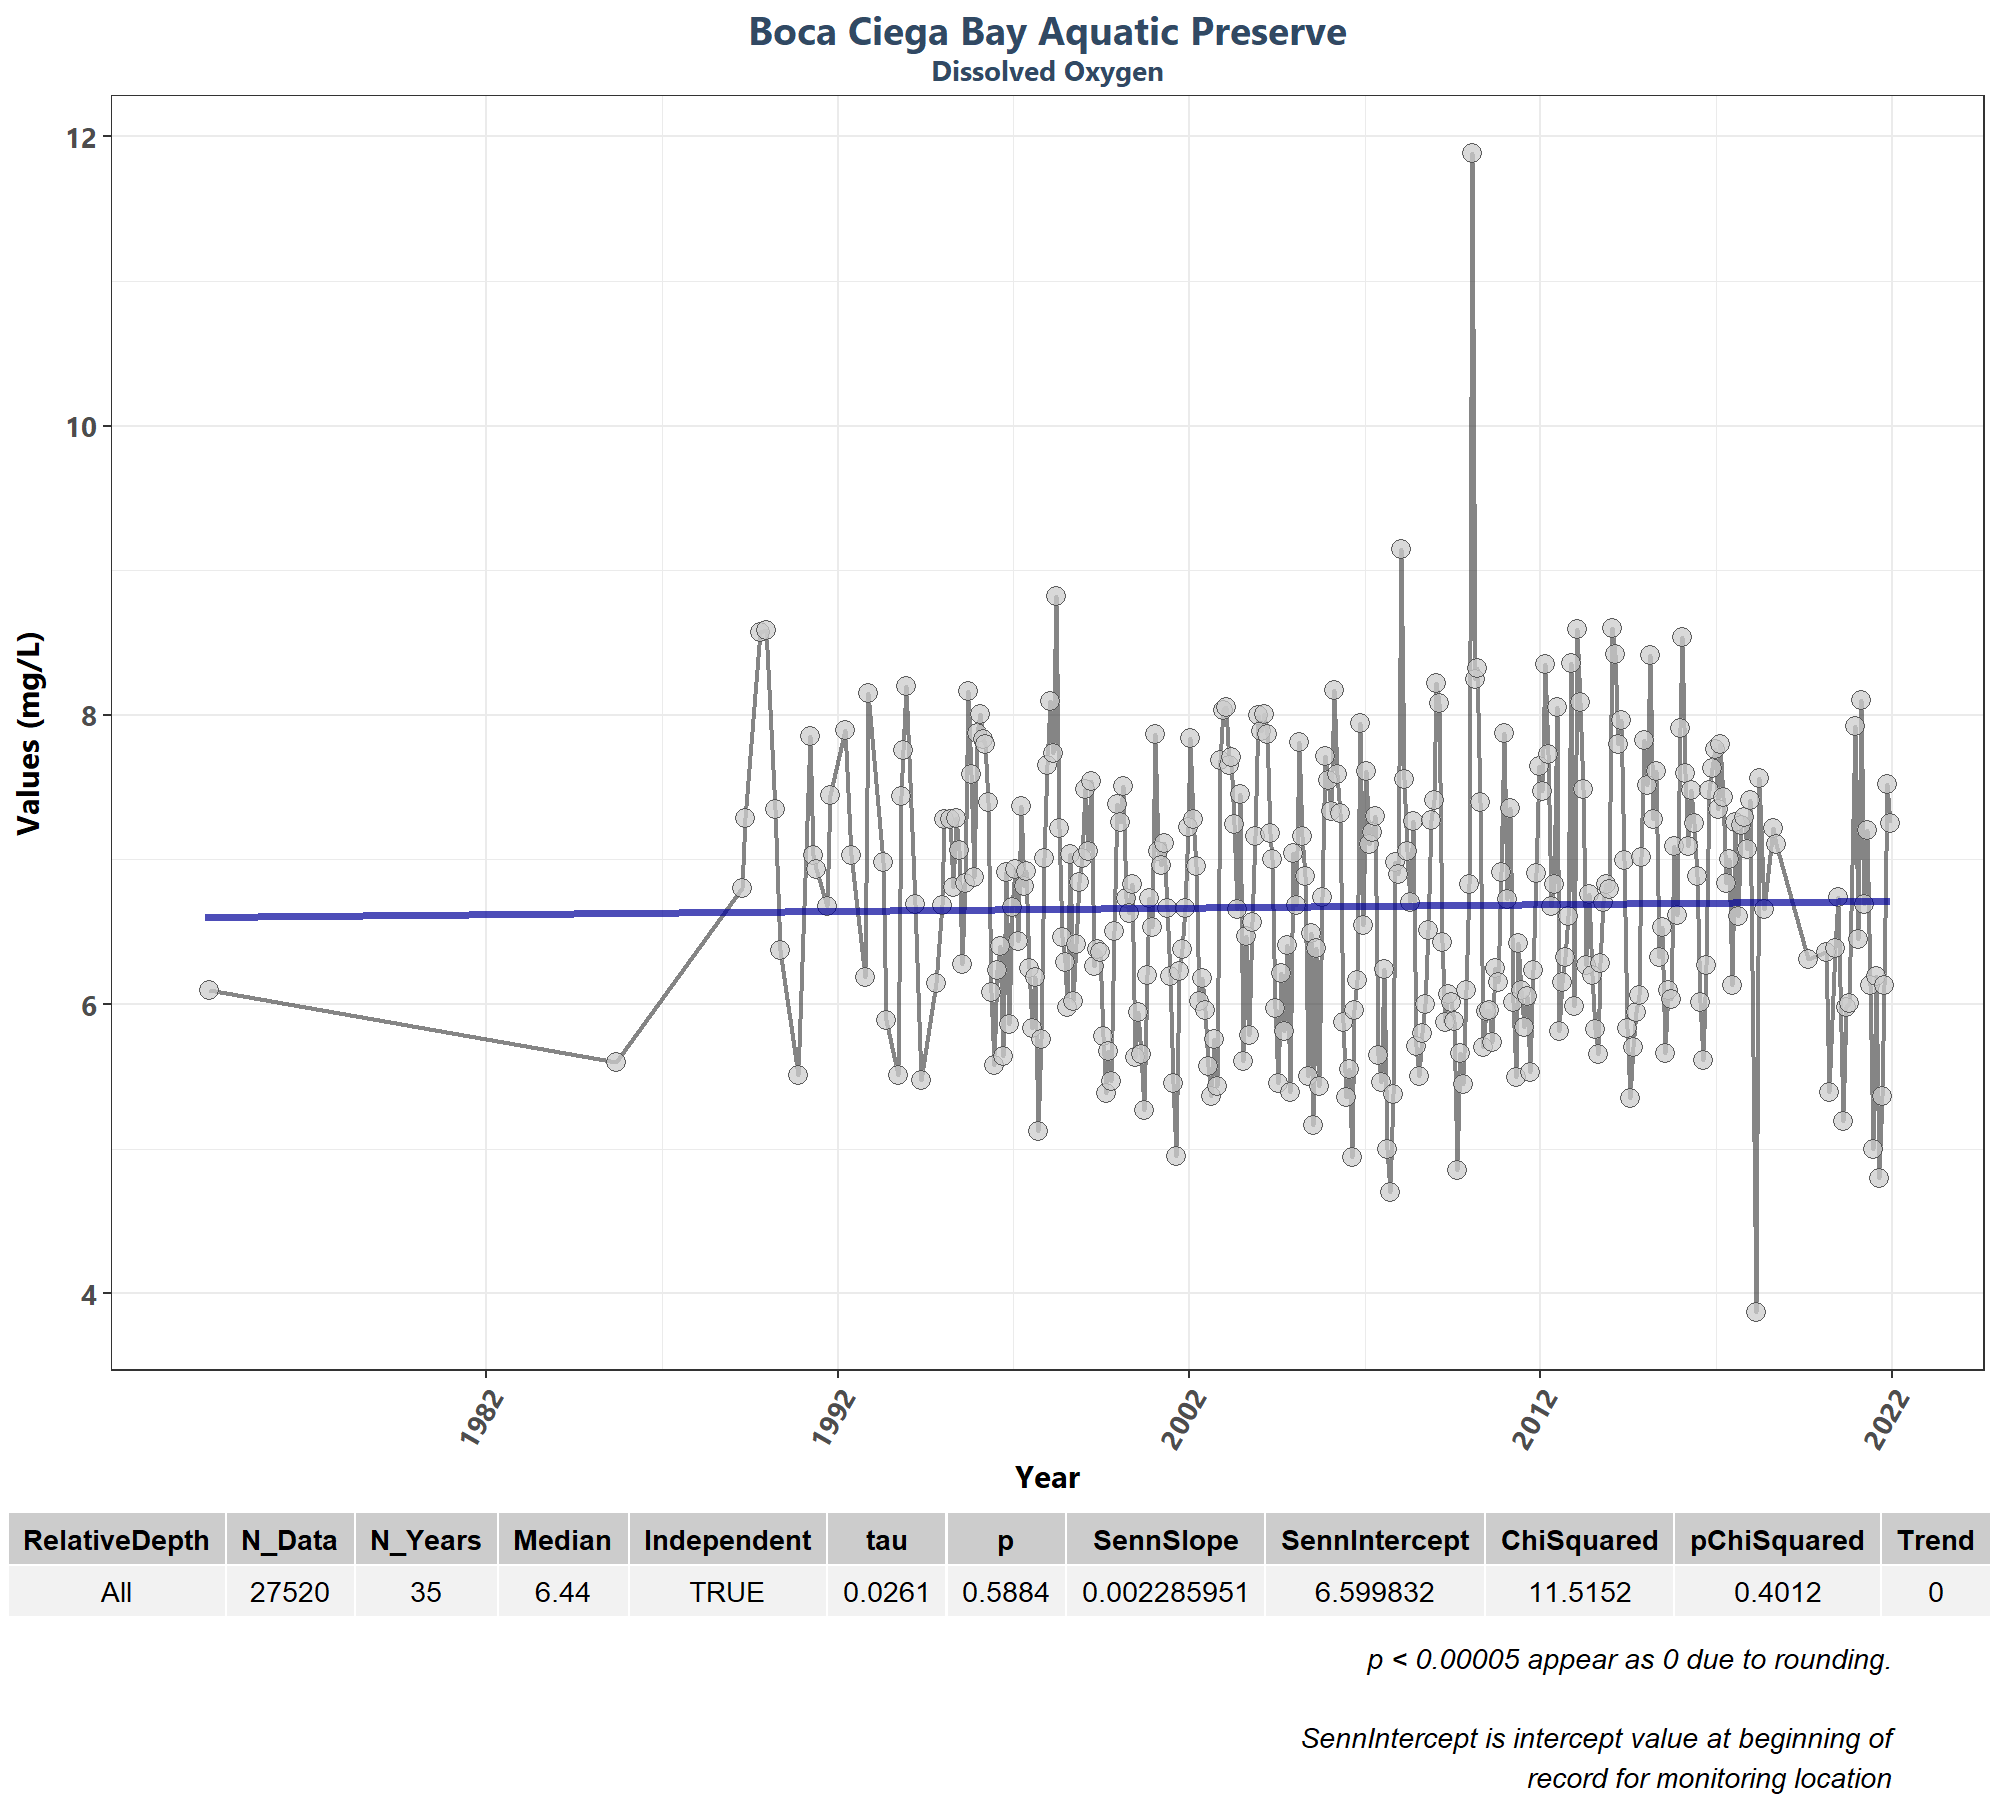 Boca Ciega Bay Aquatic Preserve
Dissolved Oxygen
Values (mg/L)
12
10
8
6
4
1982 1992 2002 2012 2022
Year
RelativeDepth N_Data N_Years Median Independent tau p SennSlope SennIntercept ChiSquared pChiSquared Trend
All 27520 35 6.44 TRUE 0.0261 0.5884 0.002285951 6.599832 11.5152 0.4012 0
p < 0.00005 appear as 0 due to rounding.
SennIntercept is intercept value at beginning of
record for monitoring location